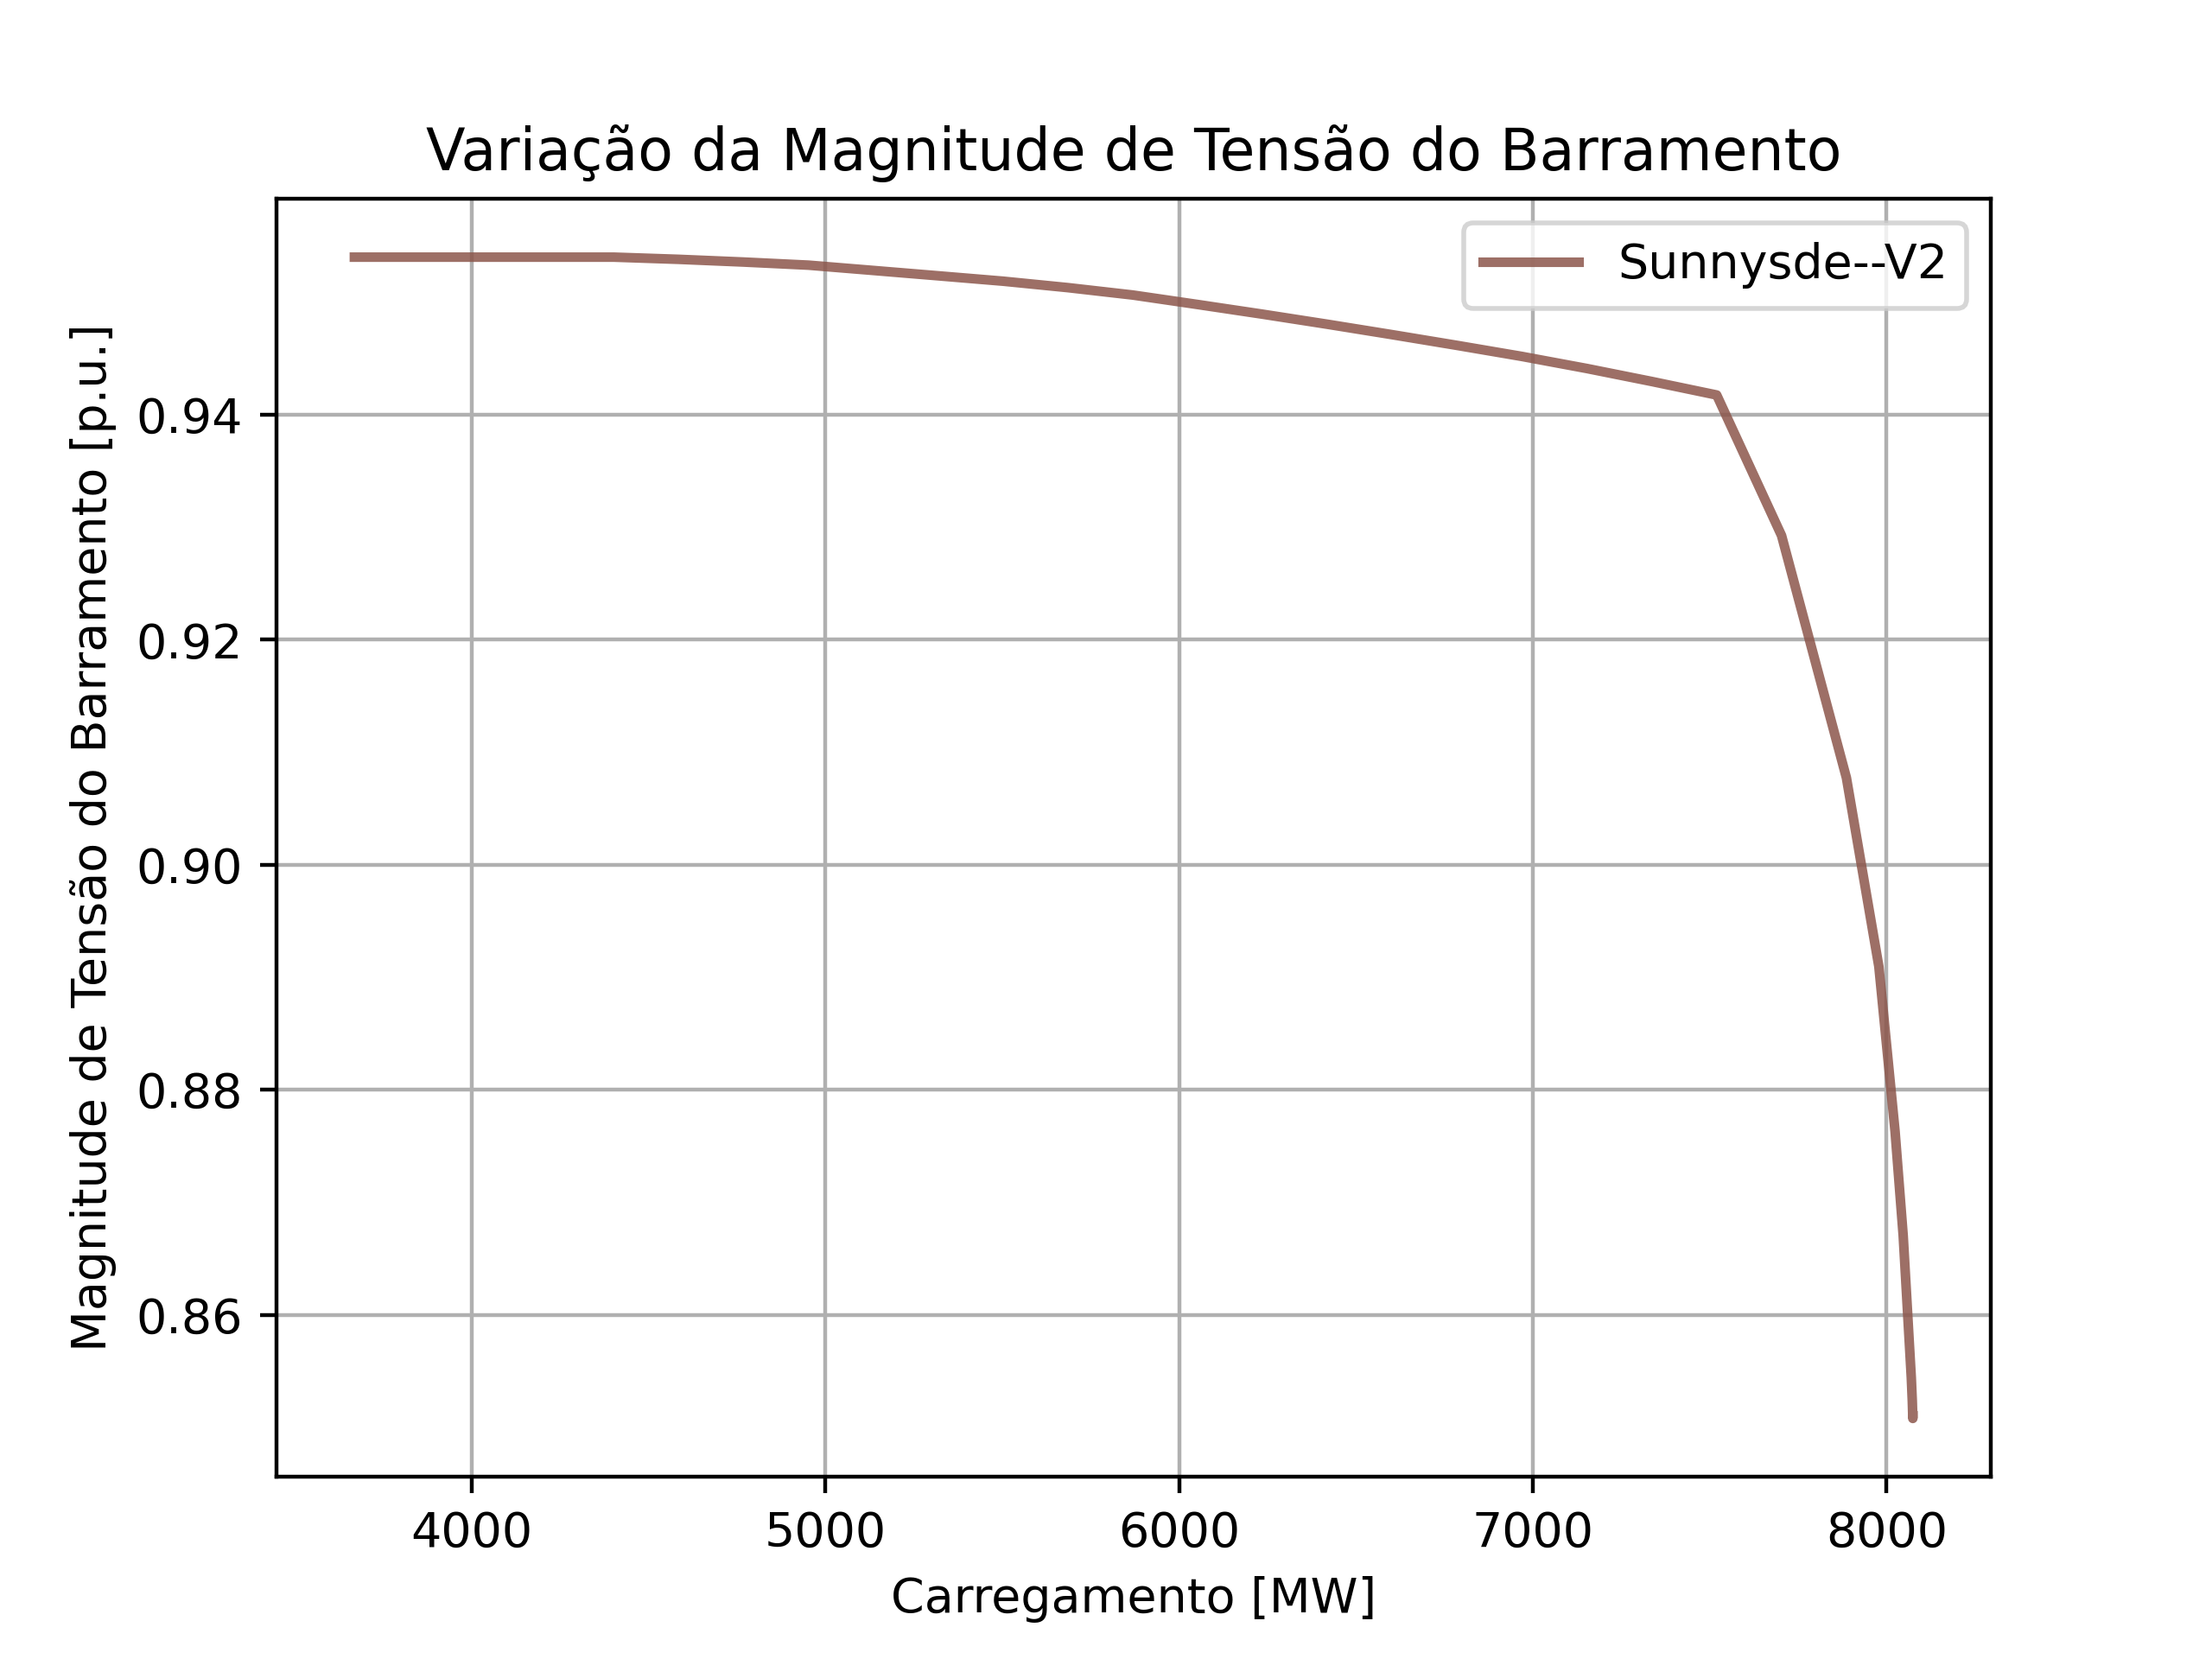 Variação da Magnitude de Tensão do Barramento
Sunnysde--V2
Magnitude de Tensão do Barramento [p.u.]
0.94
0.92
0.90
0.88
0.86
4000 5000 6000 7000 8000
Carregamento [MW]